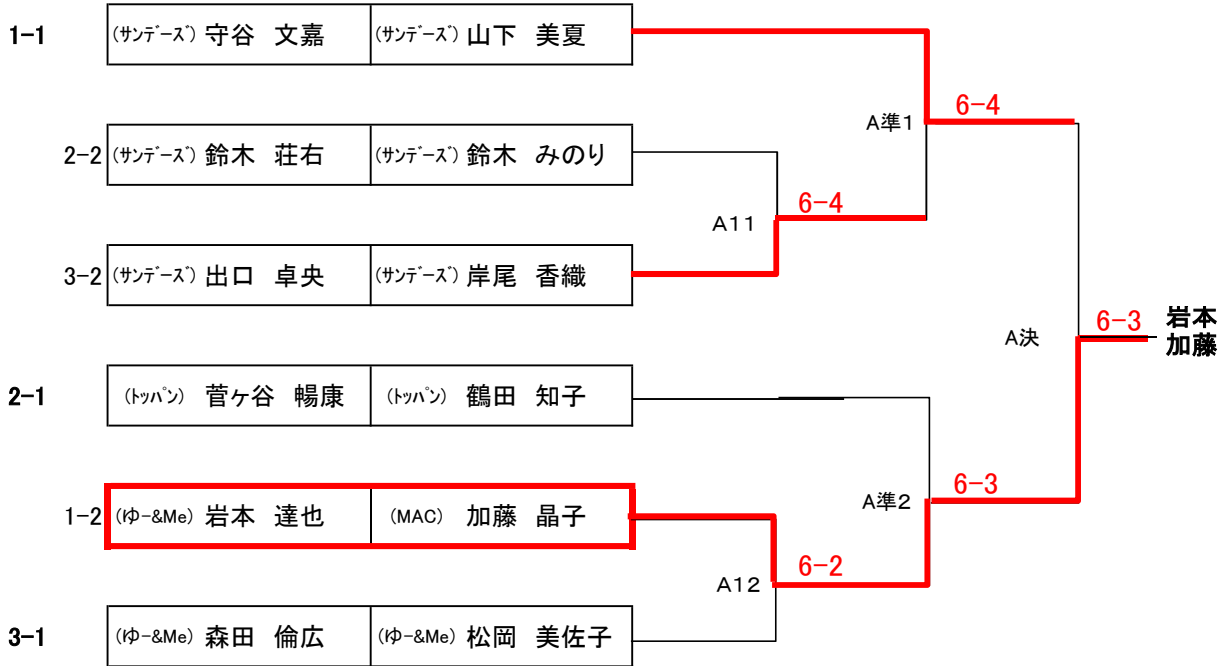 1-1 (サンデーズ) 守谷 文嘉 (サンデーズ) 山下 美夏
6-4
A準1
2-2 (サンデーズ) 鈴木 荘右 (サンデーズ) 鈴木 みのり
6-4
A11
3-2 (サンデーズ) 出口 卓央 (サンデーズ) 岸尾 香織
6-3 岩本
A決 加藤
2-1 (トッパン) 菅ヶ谷 暢康 (トッパン) 鶴田 知子
6-3
A準2
1-2 (ゆー&Me) 岩本 達也 (MAC) 加藤 晶子
6-2
A12
3-1 (ゆー&Me) 森田 倫広 (ゆー&Me) 松岡 美佐子